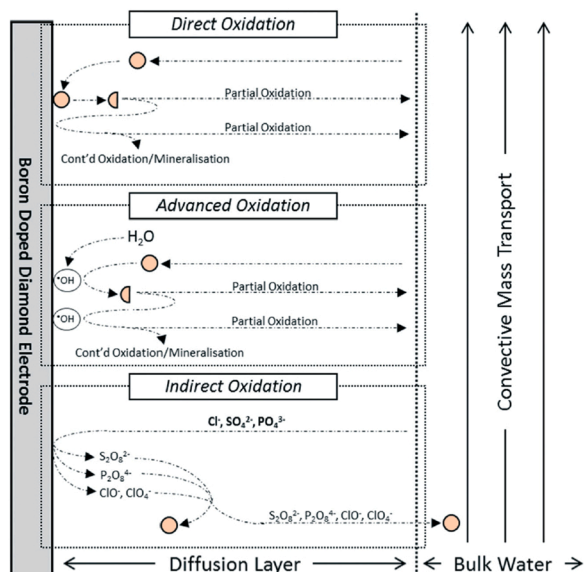 Direct Oxidation
Partial Oxidation
Partial Oxidation
Cont'd Oxidation/Mineralisation
Advanced Oxidation
H₂O
•OH
Partial Oxidation
•OH
Partial Oxidation
Cont'd Oxidation/Mineralisation
Indirect Oxidation
Cl⁻, SO₄²⁻, PO₄³⁻
S₂O₈²⁻
P₂O₈⁴⁻
ClO⁻, ClO₄⁻
S₂O₈²⁻, P₂O₈⁴⁻, ClO⁻, ClO₄⁻
Boron Doped Diamond Electrode
Convective Mass Transport
Diffusion Layer
Bulk Water